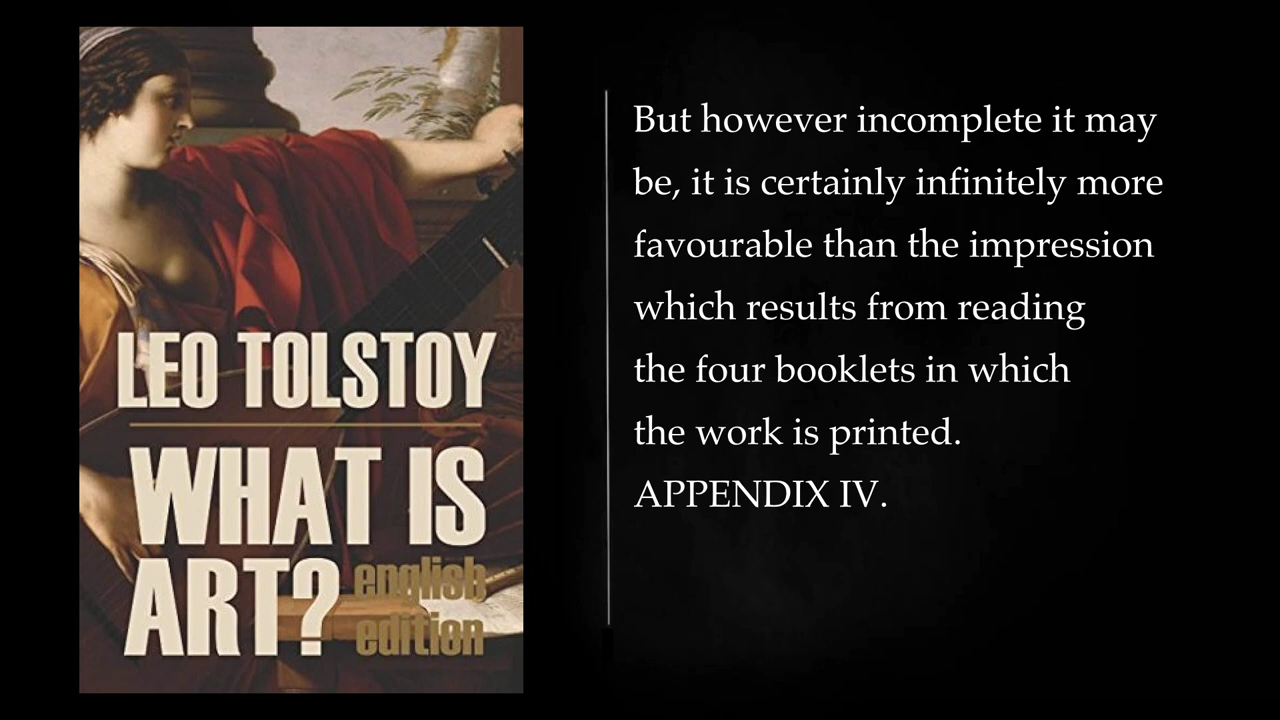 LEO TOLSTOY
WHAT IS
ART?
english
edition
But however incomplete it may
be, it is certainly infinitely more
favourable than the impression
which results from reading
the four booklets in which
the work is printed.
APPENDIX IV.